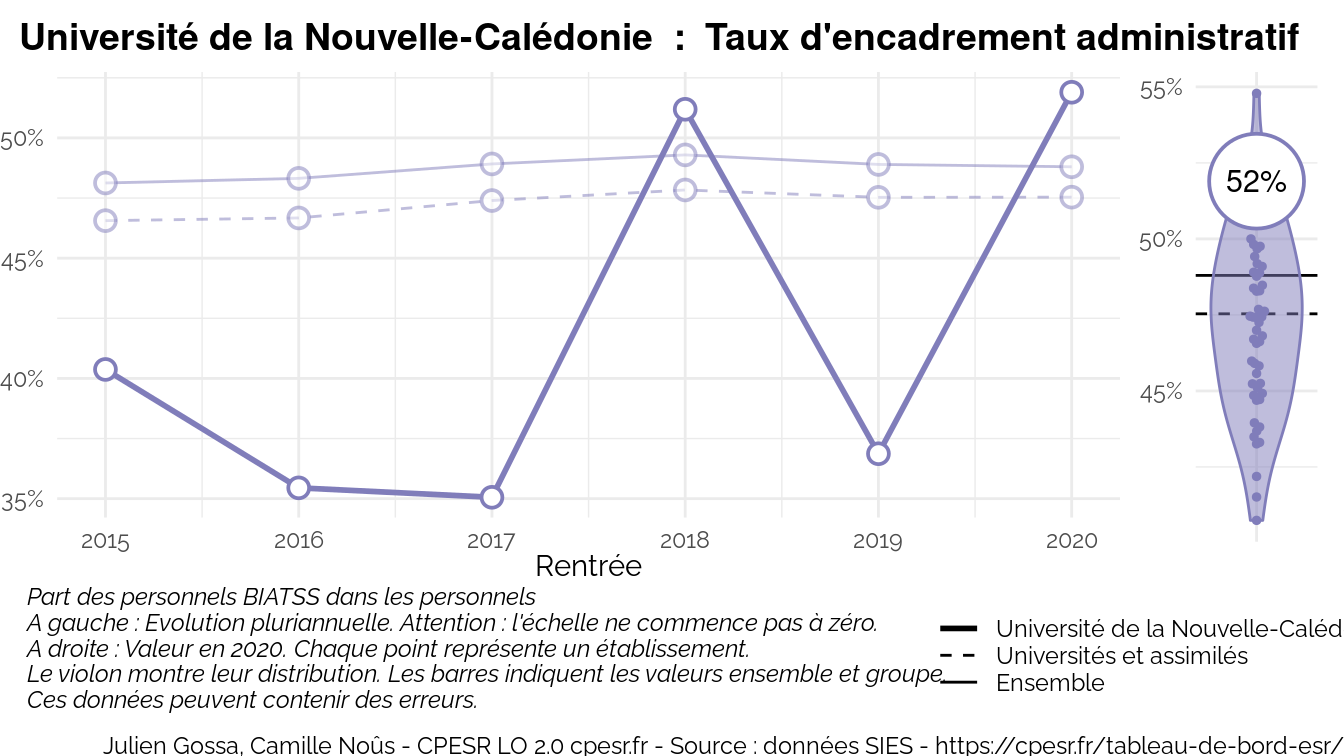 Université de la Nouvelle-Calédonie : Taux d'encadrement administratif
50%
45%
40%
35%
2015 2016 2017 2018 2019 2020
Rentrée
55%
50%
45%
52%
Part des personnels BIATSS dans les personnels
A gauche : Evolution pluriannuelle. Attention : l'échelle ne commence pas à zéro.
A droite : Valeur en 2020. Chaque point représente un établissement.
Le violon montre leur distribution. Les barres indiquent les valeurs ensemble et groupe.
Ces données peuvent contenir des erreurs.
Université de la Nouvelle-Caléd
Universités et assimilés
Ensemble
Julien Gossa, Camille Noûs - CPESR LO 2.0 cpesr.fr - Source : données SIES - https://cpesr.fr/tableau-de-bord-esr/